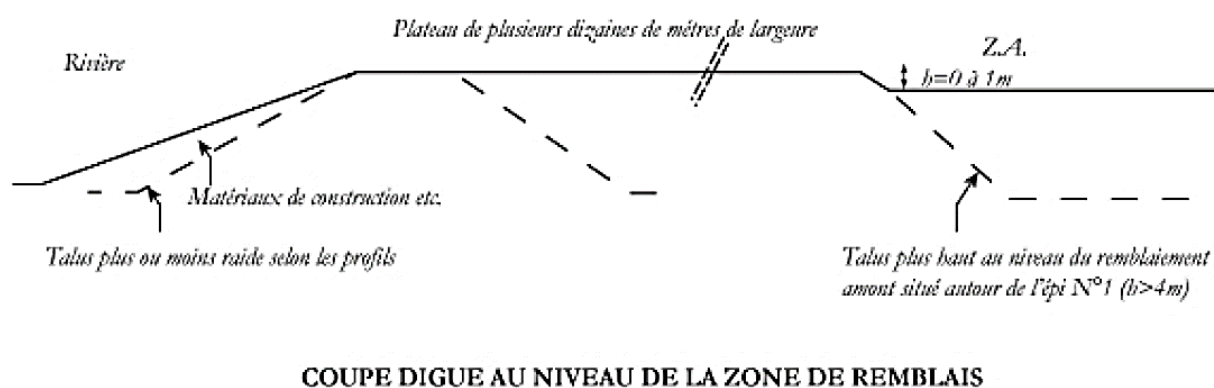 Plateau de plusieurs dizaines de mètres de largeure
Rivière
Z.A.
h=0 à 1m
Matériaux de construction etc.
Talus plus ou moins raide selon les profils
Talus plus haut au niveau du remblaiement
amont situé autour de l'épi N°1 (h>4m)
COUPE DIGUE AU NIVEAU DE LA ZONE DE REMBLAIS